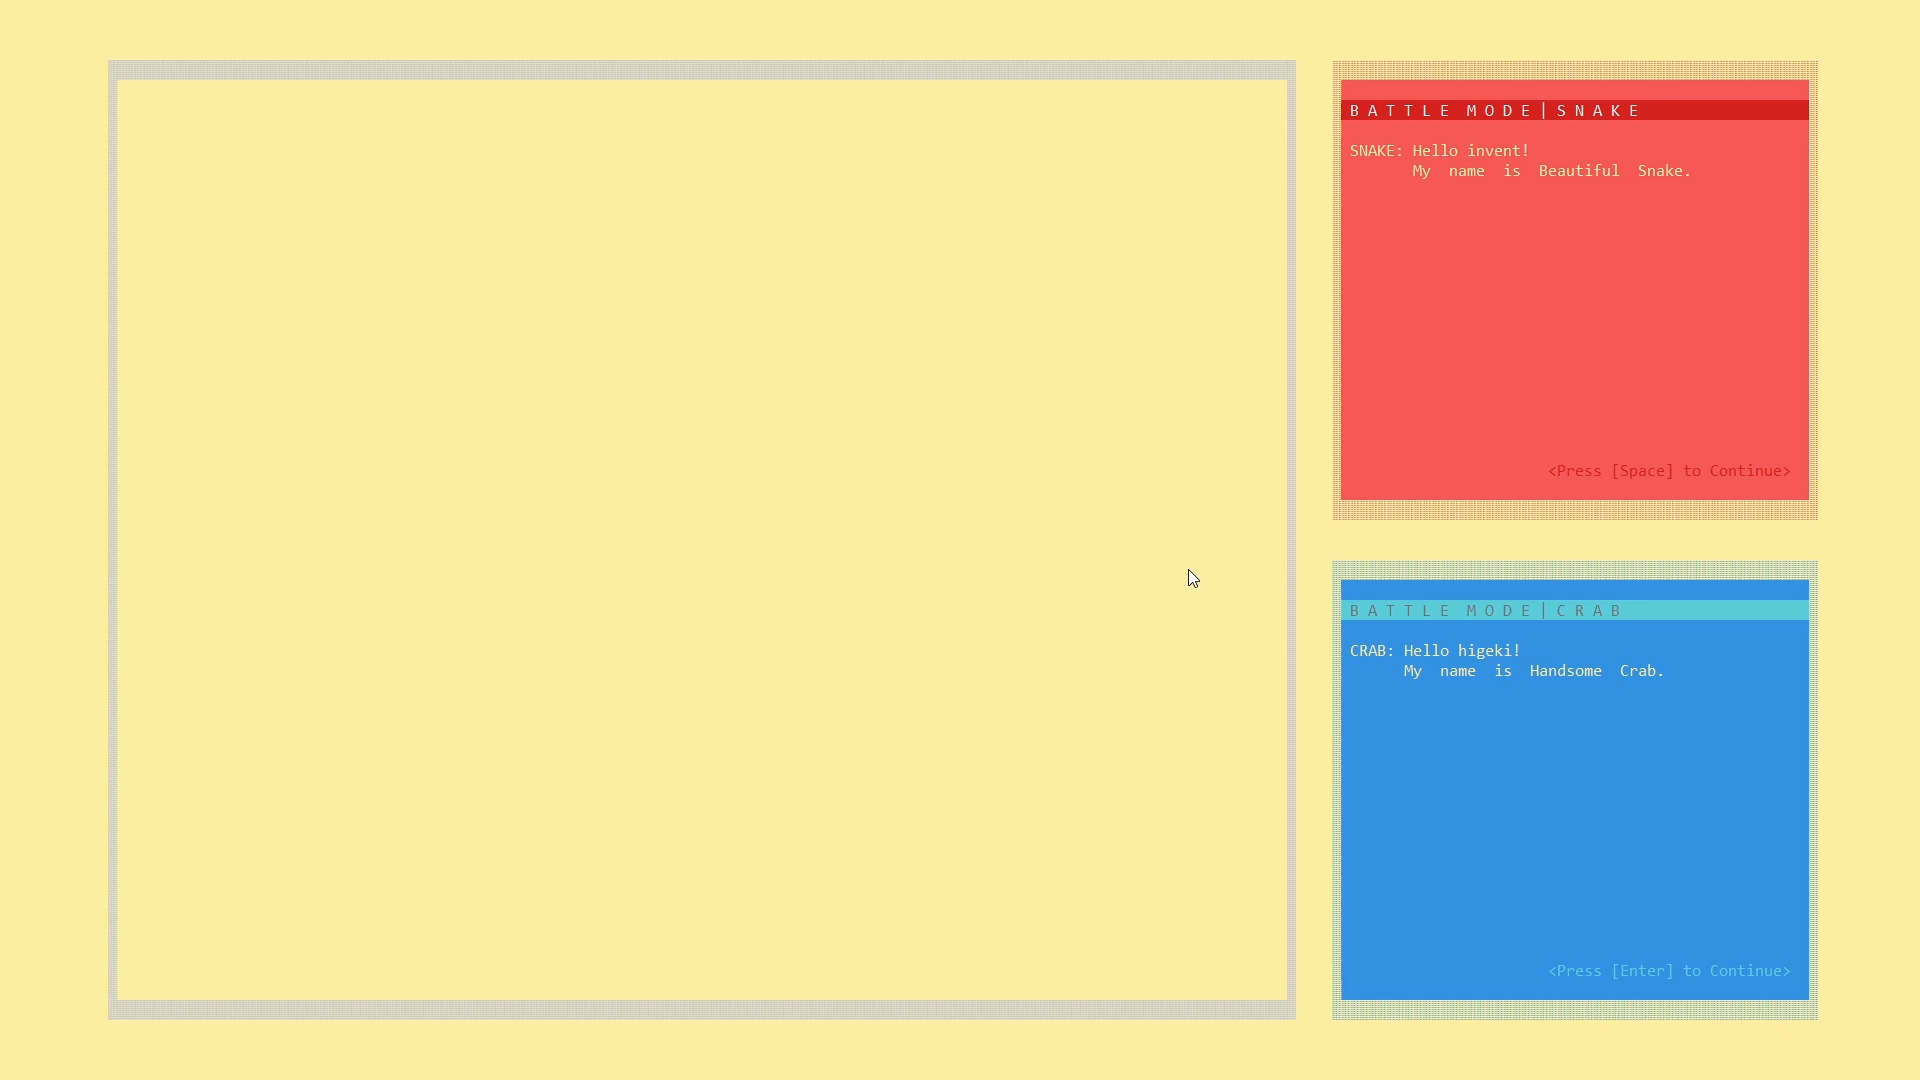 BATTLE MODE│SNAKE
SNAKE: Hello invent!
My name is Beautiful Snake.
<Press [Space] to Continue>
BATTLE MODE│CRAB
CRAB: Hello higeki!
My name is Handsome Crab.
<Press [Enter] to Continue>